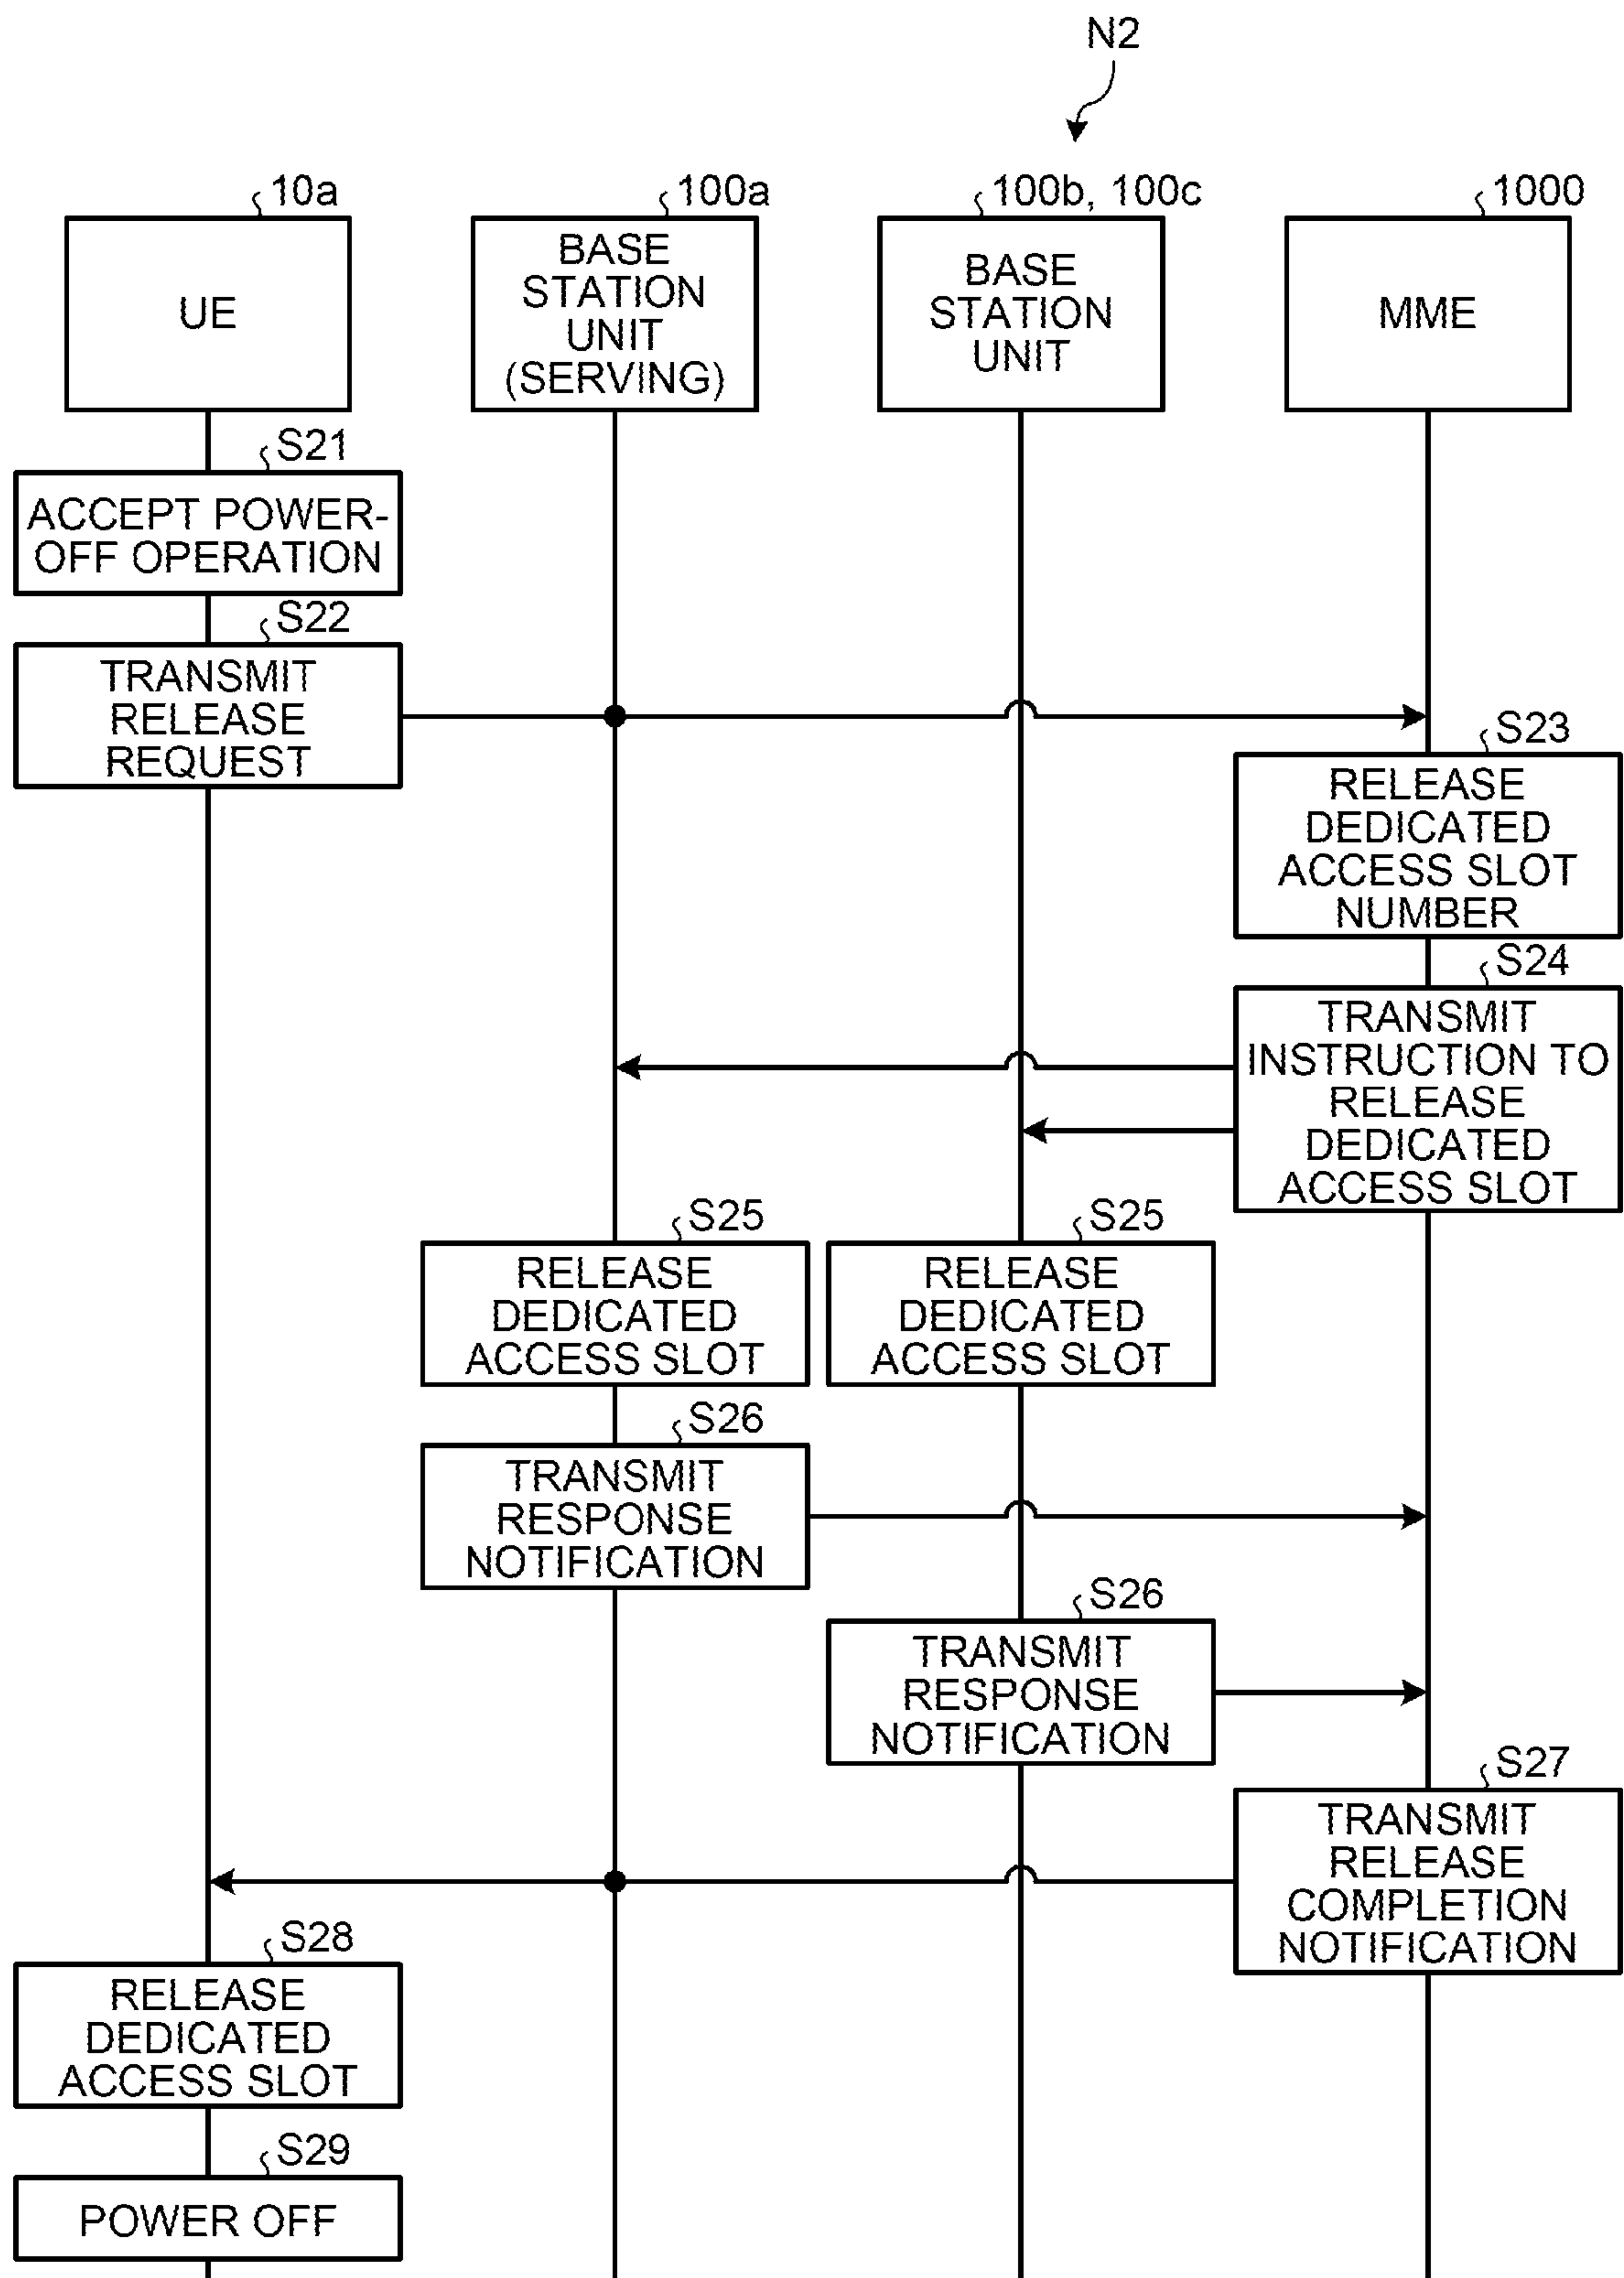 N2
10a
100a
100b, 100c
1000
UE
BASE
STATION
UNIT
(SERVING)
BASE
STATION
UNIT
MME
S21
ACCEPT POWER-
OFF OPERATION
S22
TRANSMIT
RELEASE
REQUEST
S23
RELEASE
DEDICATED
ACCESS SLOT
NUMBER
S24
TRANSMIT
INSTRUCTION TO
RELEASE
DEDICATED
ACCESS SLOT
S25
RELEASE
DEDICATED
ACCESS SLOT
S25
RELEASE
DEDICATED
ACCESS SLOT
S26
TRANSMIT
RESPONSE
NOTIFICATION
S26
TRANSMIT
RESPONSE
NOTIFICATION
S27
TRANSMIT
RELEASE
COMPLETION
NOTIFICATION
S28
RELEASE
DEDICATED
ACCESS SLOT
S29
POWER OFF